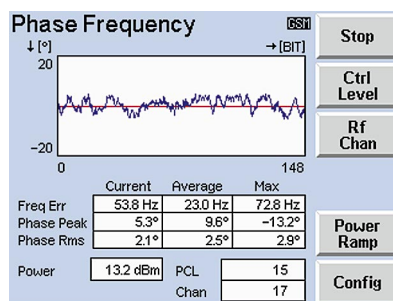 Phase Frequency GSM
↓ [°] → [BIT]
20
-20
0 148
Current Average Max
Freq Err 53.8 Hz 23.0 Hz 72.8 Hz
Phase Peak 5.3° 9.6° -13.2°
Phase Rms 2.1° 2.5° 2.9°
Power 13.2 dBm PCL 15
Chan 17
Stop
Ctrl
Level
Rf
Chan
Power
Ramp
Config